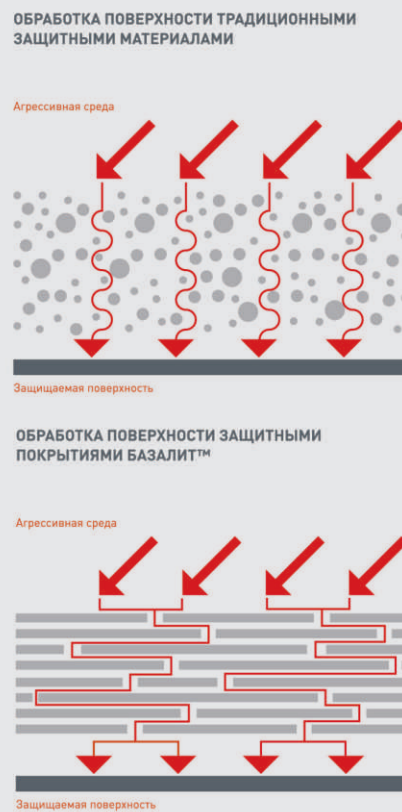 ОБРАБОТКА ПОВЕРХНОСТИ ТРАДИЦИОННЫМИ
ЗАЩИТНЫМИ МАТЕРИАЛАМИ
Агрессивная среда
Защищаемая поверхность
ОБРАБОТКА ПОВЕРХНОСТИ ЗАЩИТНЫМИ
ПОКРЫТИЯМИ БАЗАЛИТ™
Агрессивная среда
Защищаемая поверхность